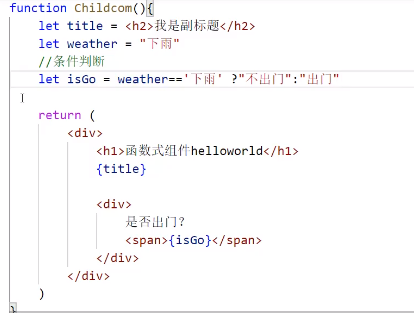 function Childcom(){
let title = <h2>我是副标题</h2>
let weather = "下雨"
//条件判断
let isGo = weather=='下雨' ?"不出门":"出门"
return (
<div>
<h1>函数式组件helloworld</h1>
{title}
<div>
是否出门?
<span>{isGo}</span>
</div>
</div>
)
}